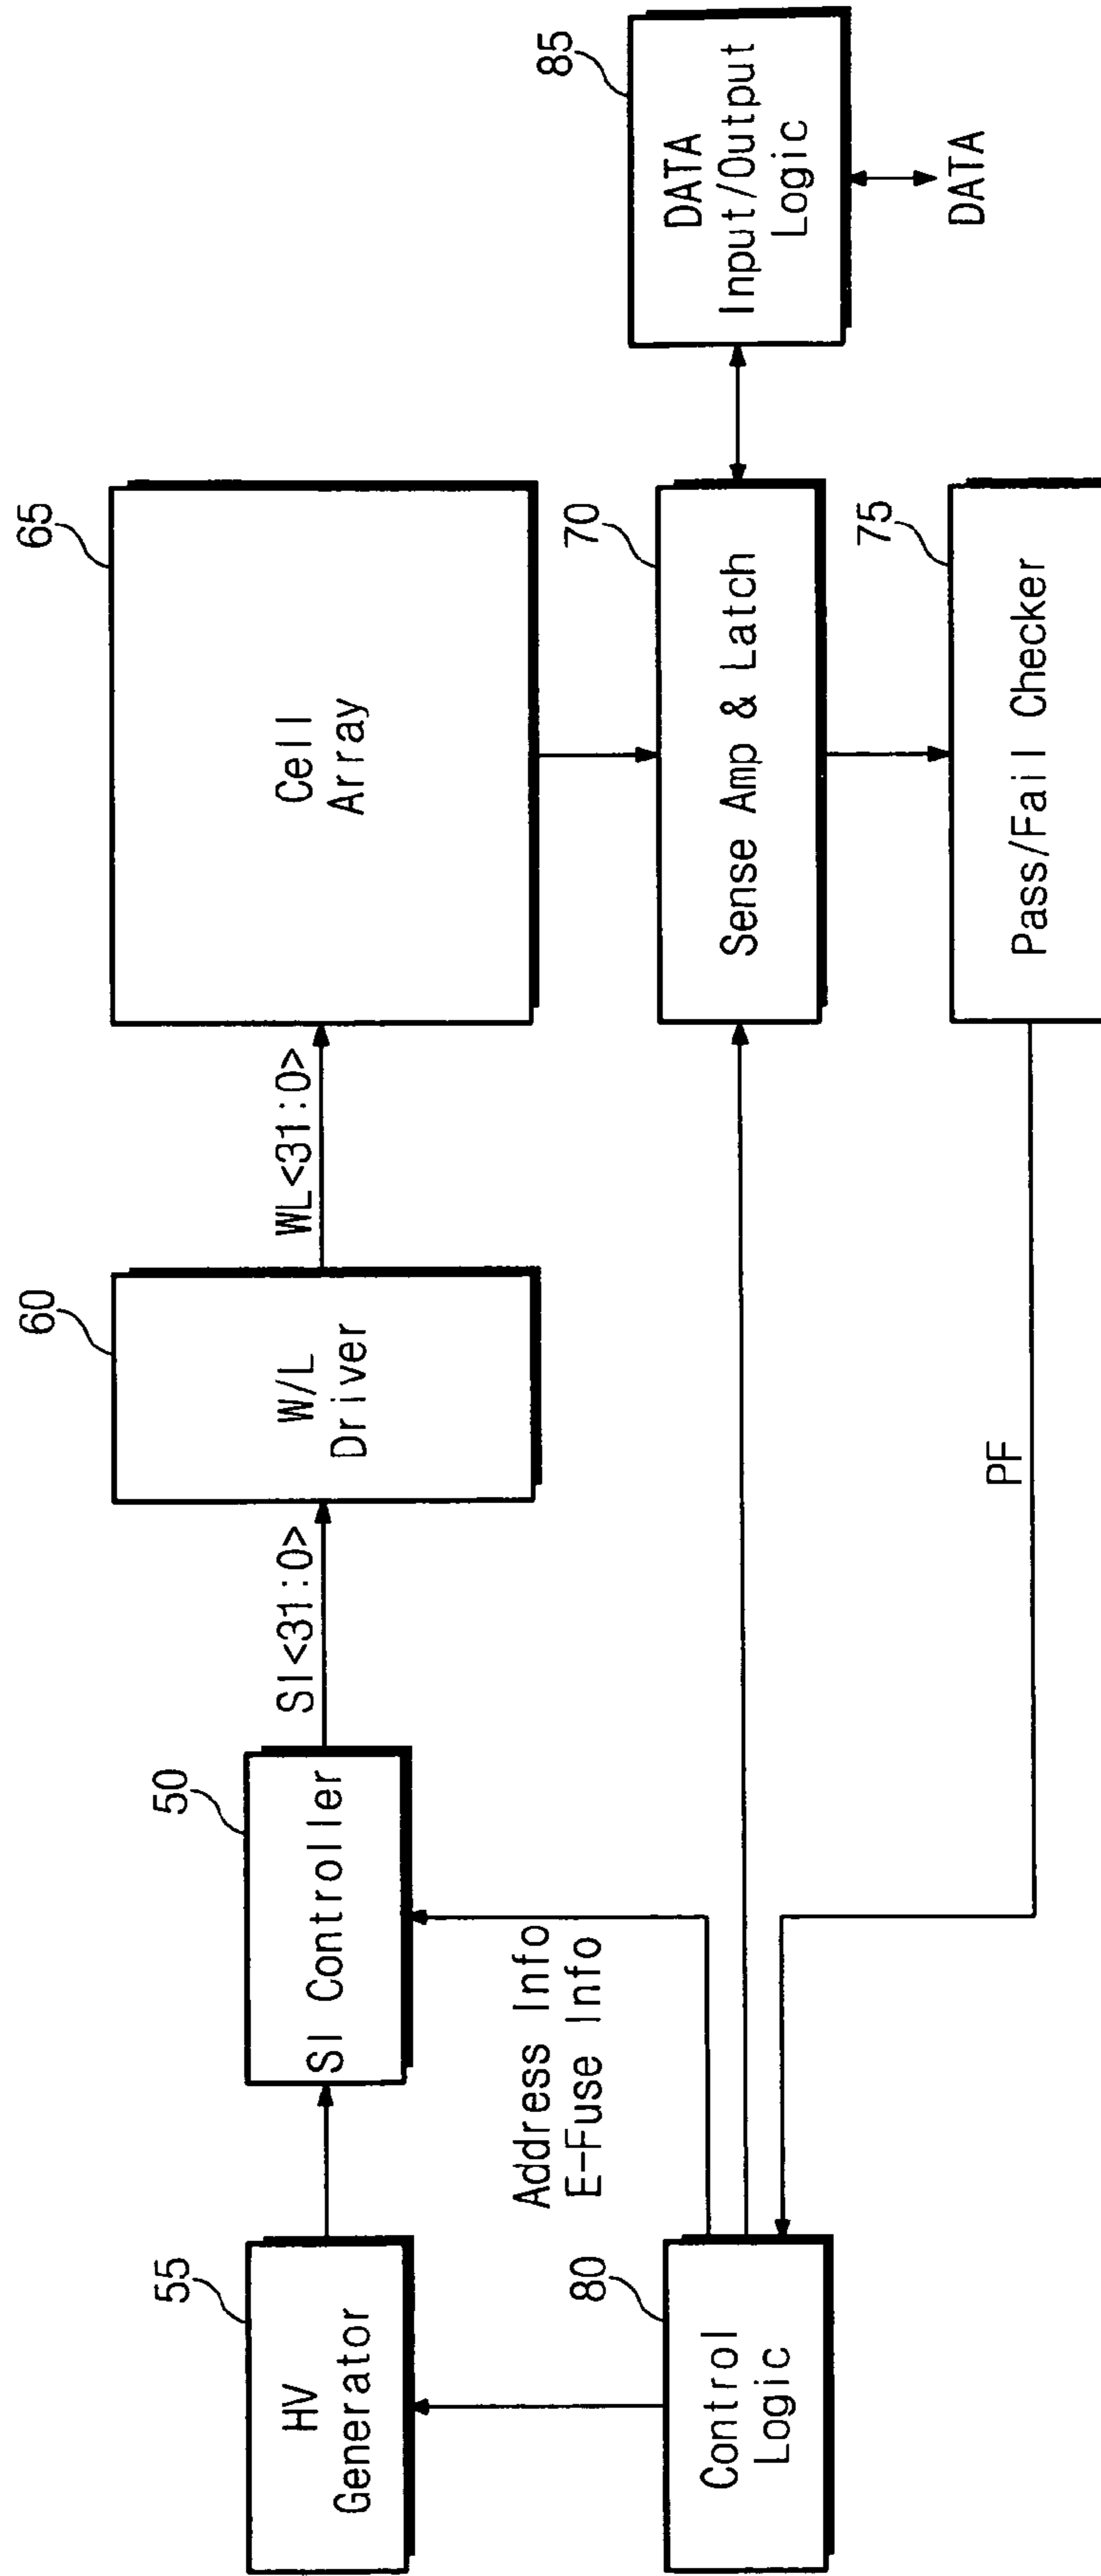 55
HV
Generator
50
SI Controller
SI<31:0>
60
W/L
Driver
WL<31:0>
65
Cell
Array
Address Info
E-Fuse Info
80
Control
Logic
70
Sense Amp & Latch
85
DATA
Input/Output
Logic
DATA
PF
75
Pass/Fail Checker